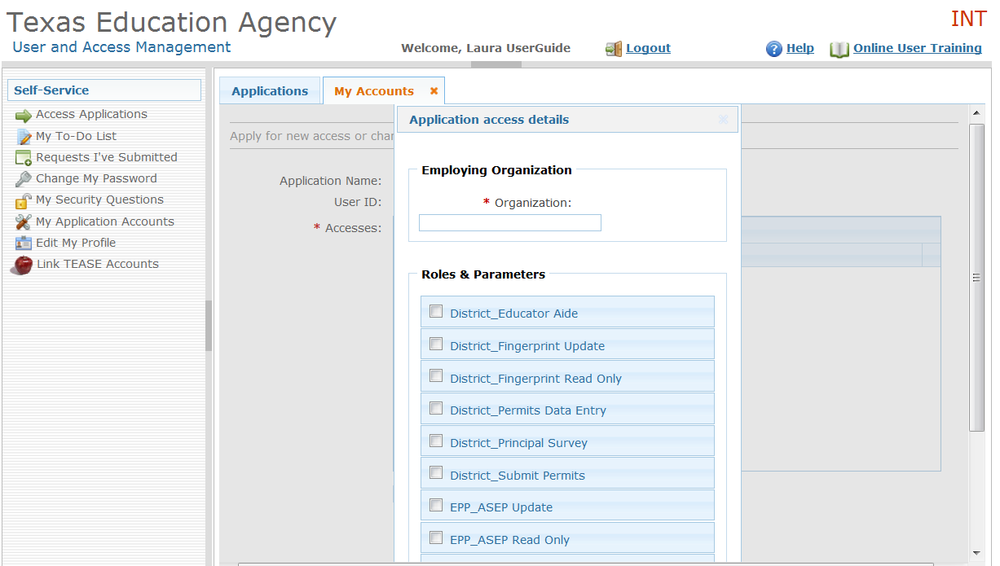 Texas Education Agency
INT
User and Access Management
Welcome, Laura UserGuide
Logout
Help
Online User Training
Self-Service
Access Applications
My To-Do List
Requests I've Submitted
Change My Password
My Security Questions
My Application Accounts
Edit My Profile
Link TEASE Accounts
Applications
My Accounts
Apply for new access or
Application Name:
User ID:
* Accesses:
Application access details
Employing Organization
* Organization:
Roles & Parameters
District_Educator Aide
District_Fingerprint Update
District_Fingerprint Read Only
District_Permits Data Entry
District_Principal Survey
District_Submit Permits
EPP_ASEP Update
EPP_ASEP Read Only